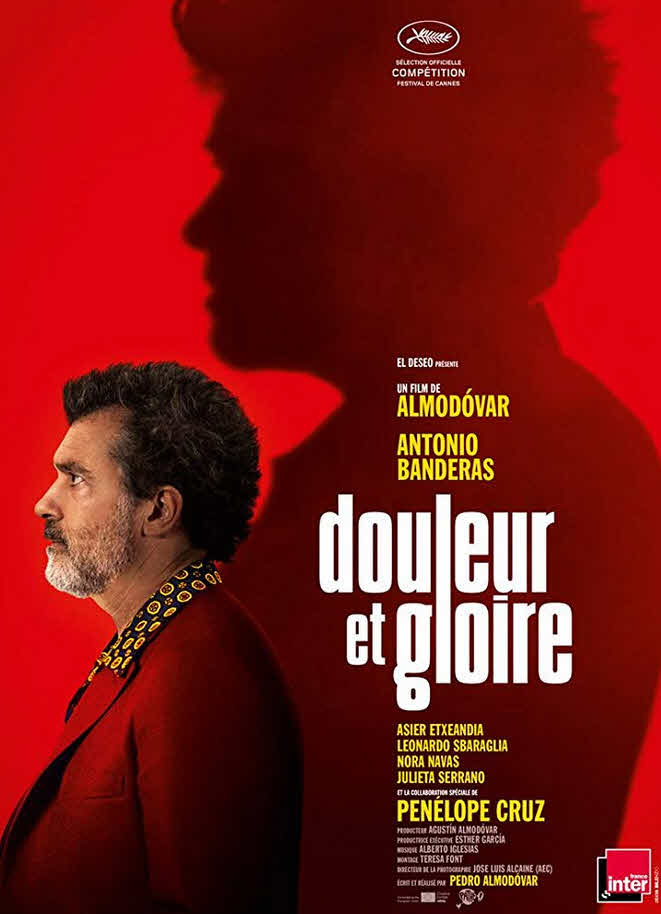 SÉLECTION OFFICIELLE
COMPÉTITION
FESTIVAL DE CANNES
EL DESEO PRÉSENTE
UN FILM DE
ALMODÓVAR
ANTONIO
BANDERAS
douleur
et gloire
ASIER ETXEANDIA
LEONARDO SBARAGLIA
NORA NAVAS
JULIETA SERRANO
ET LA COLLABORATION SPÉCIALE DE
PENÉLOPE CRUZ
PRODUCTEUR AGUSTÍN ALMODÓVAR
PRODUCTRICE EXÉCUTIVE ESTHER GARCÍA
MUSIQUE ALBERTO IGLESIAS
MONTAGE TERESA FONT
DIRECTEUR DE LA PHOTOGRAPHIE JOSE LUIS ALCAINE (AEC)
ÉCRIT ET RÉALISÉ PAR PEDRO ALMODÓVAR
france
inter